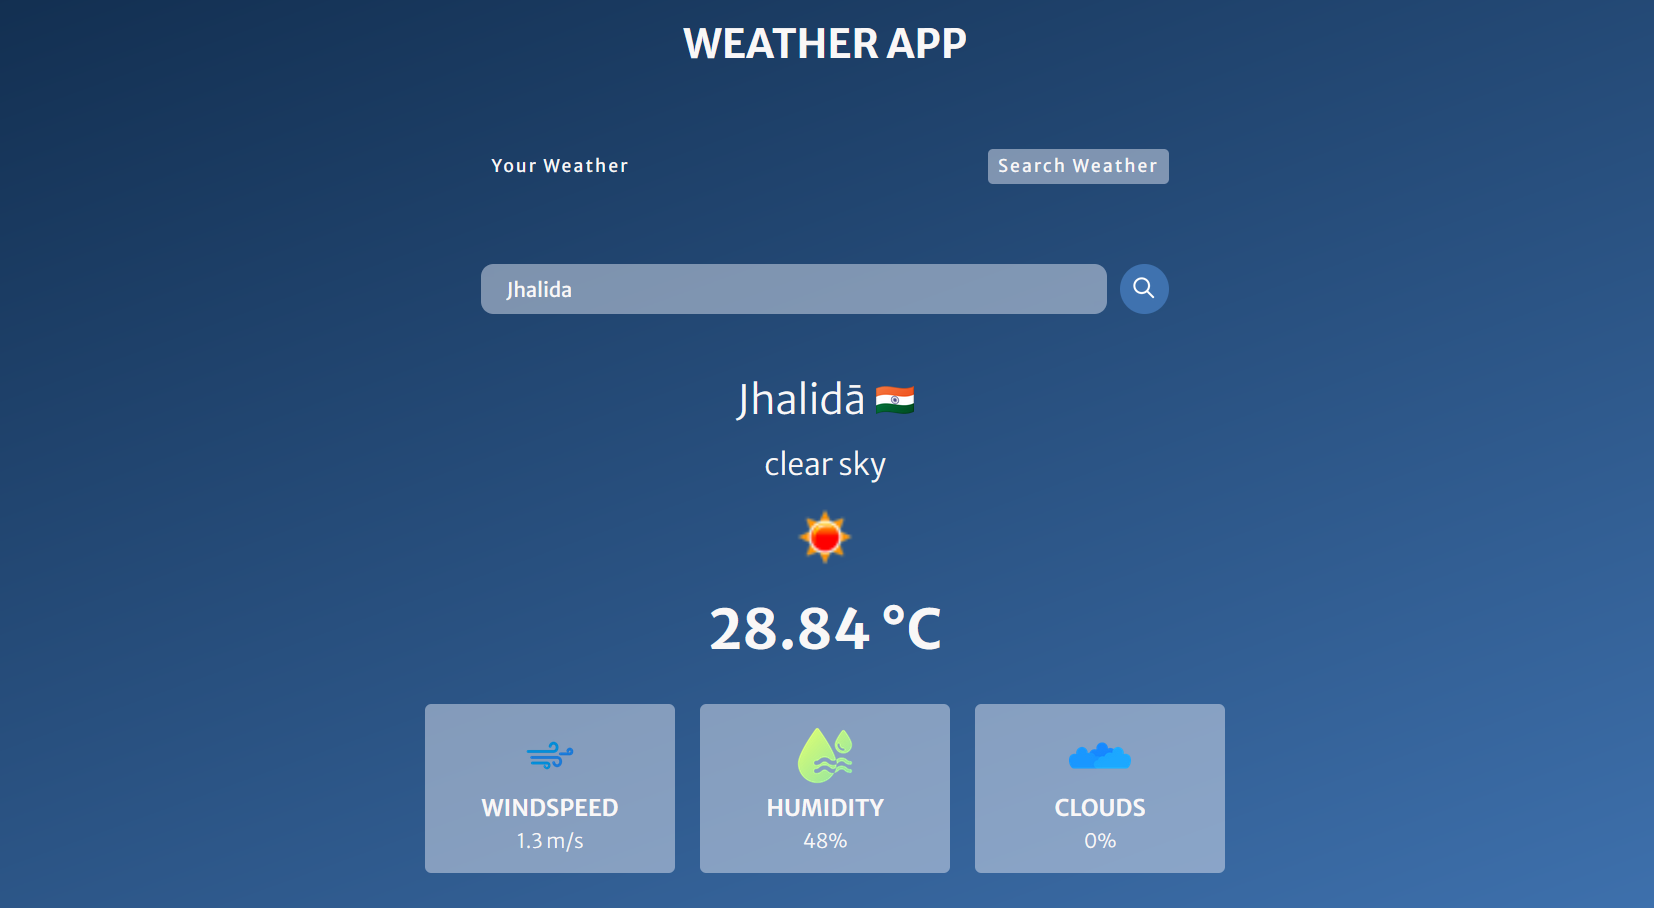 WEATHER APP
Your Weather
Search Weather
Jhalida
Jhalidā
clear sky
28.84 °C
WINDSPEED
1.3 m/s
HUMIDITY
48%
CLOUDS
0%